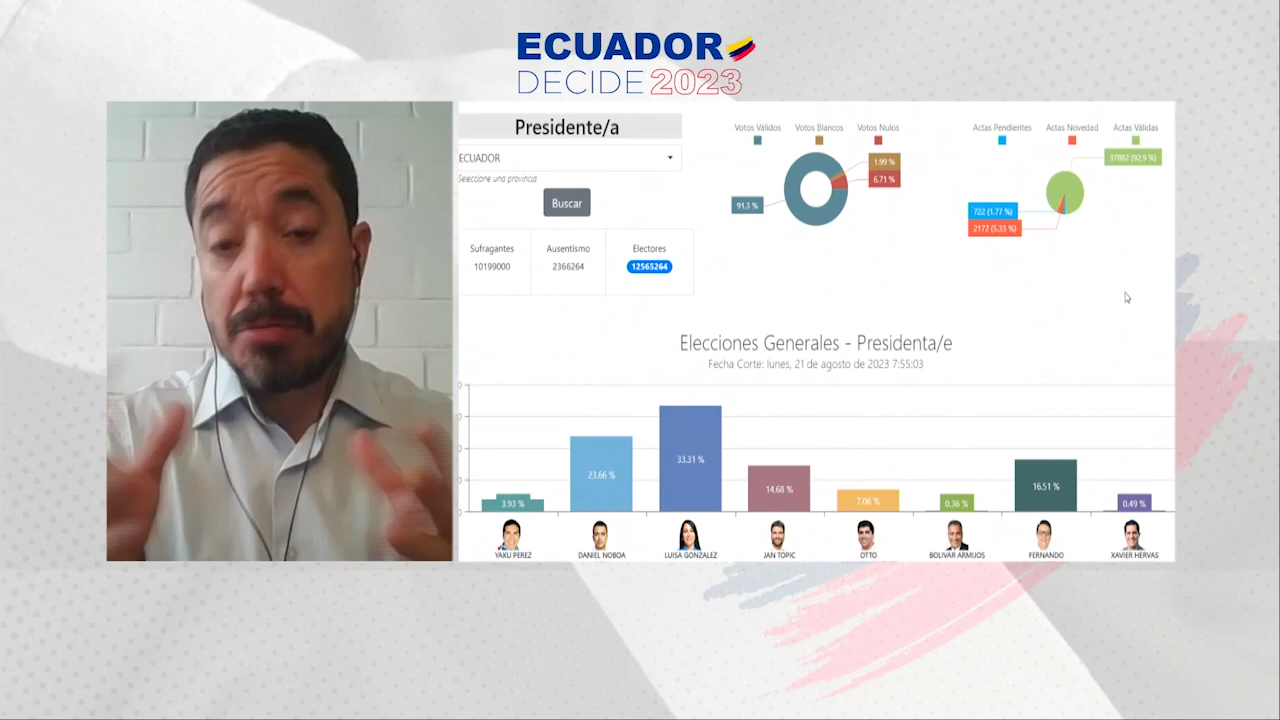 ECUADOR
DECIDE 2023
Presidente/a
ECUADOR
Seleccione una provincia
Buscar
Sufragantes Ausentismo Electores
10199000 2366264 12565264
Votos Válidos Votos Blancos Votos Nulos
1.99 %
6.71 %
91.3 %
Actas Pendientes Actas Novedad Actas Válidas
37882 (92.9 %)
722 (1.77 %)
2172 (5.33 %)
Elecciones Generales - Presidenta/e
Fecha Corte: lunes, 21 de agosto de 2023 7:55:03
3.93 % 23.66 % 33.31 % 14.68 % 7.06 % 0.36 % 16.51 % 0.49 %
YAKU PEREZ DANIEL NOBOA LUISA GONZALEZ JAN TOPIC OTTO BOLIVAR ARMIJOS FERNANDO XAVIER HERVAS